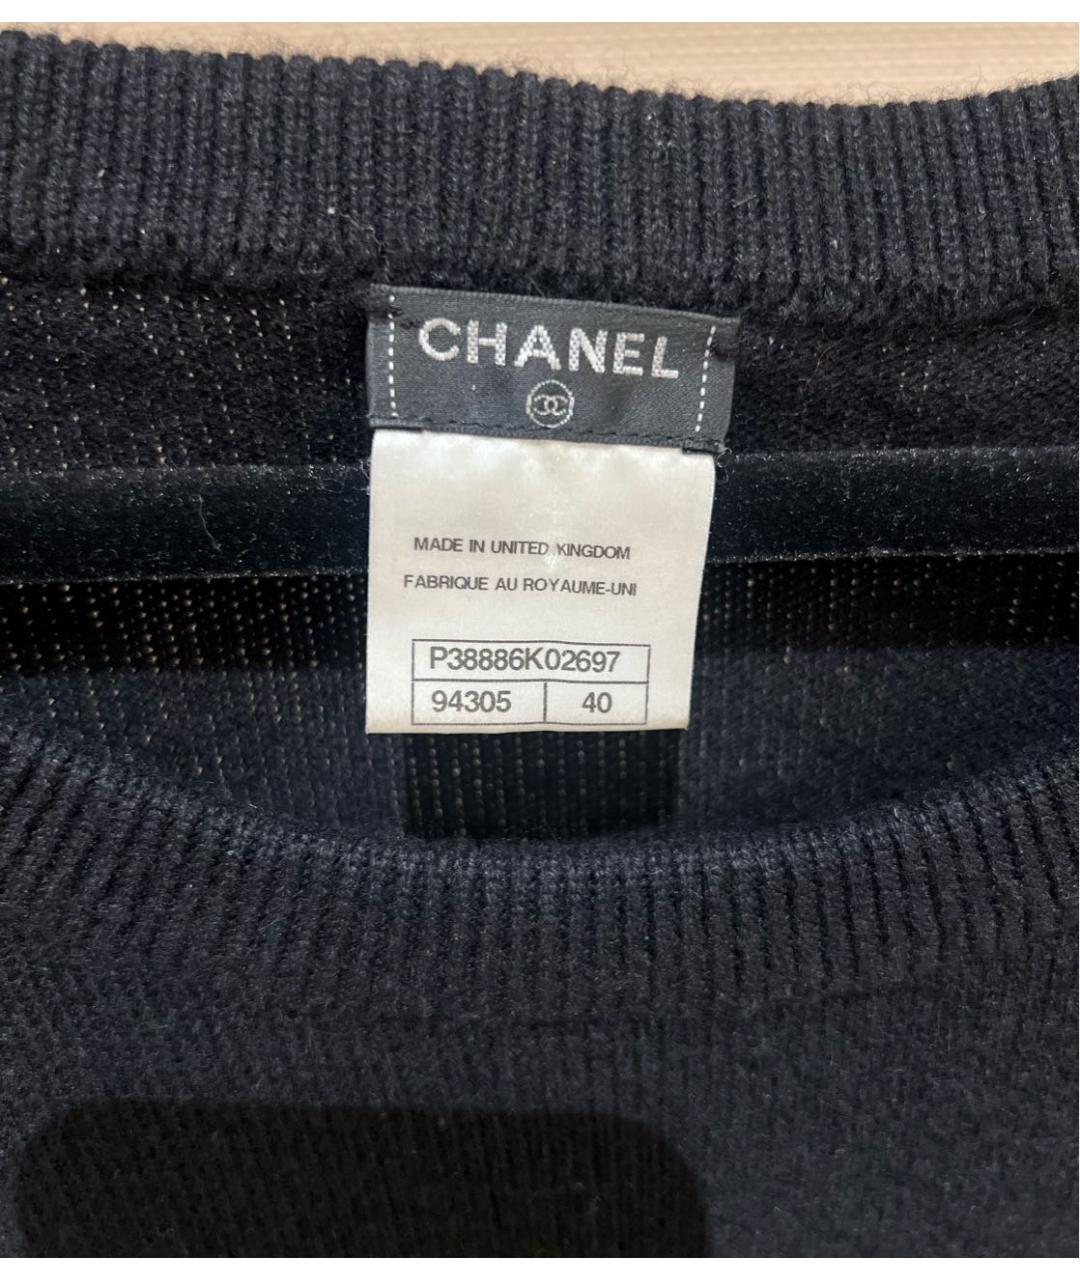 CHANEL
MADE IN UNITED KINGDOM
FABRIQUE AU ROYAUME-UNI
P38886K02697
94305 40